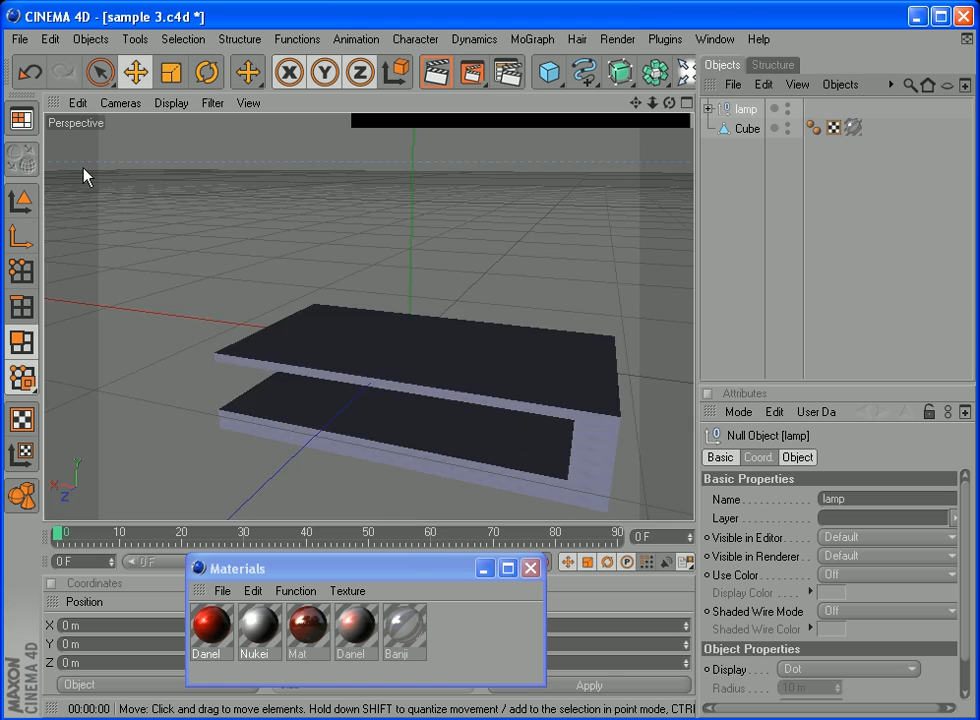 CINEMA 4D - [sample 3.c4d *]
File Edit Objects Tools Selection Structure Functions Animation Character Dynamics MoGraph Hair Render Plugins Window Help
X Y Z
Objects Structure
File Edit View Objects
Edit Cameras Display Filter View
Perspective
lamp
Cube
Y
X
Z
Attributes
Mode Edit User Da
Null Object [lamp]
Basic Coord. Object
Basic Properties
Name lamp
Layer
Visible in Editor Default
Visible in Renderer Default
Use Color Off
Display Color
Shaded Wire Mode Off
Shaded Wire Color
Object Properties
Display Dot
Radius 10 m
0 10 20 30 40 50 60 70 80 90 0 F
0 F 0 F
Materials
File Edit Function Texture
Danel Nukei Mat Danel Banji
Coordinates
Position
X 0 m
Y 0 m
Z 0 m
Object Apply
MAXON
CINEMA 4D
00:00:00 Move: Click and drag to move elements. Hold down SHIFT to quantize movement / add to the selection in point mode, CTRl